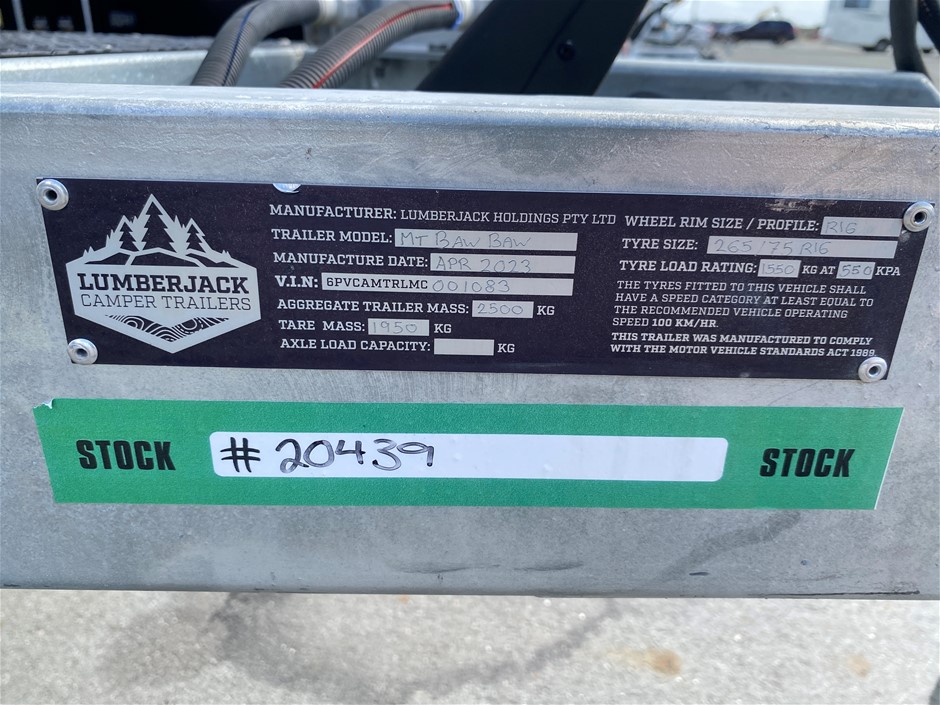 LUMBERJACK
CAMPER TRAILERS
MANUFACTURER: LUMBERJACK HOLDINGS PTY LTD
TRAILER MODEL: MT BAW BAW
MANUFACTURE DATE: APR 2023
V.I.N: 6PVCAMTRLMC 001083
AGGREGATE TRAILER MASS: 2500 KG
TARE MASS: 1950 KG
AXLE LOAD CAPACITY: KG
WHEEL RIM SIZE / PROFILE: R16
TYRE SIZE: 265/75 R16
TYRE LOAD RATING: 1550 KG AT 550 KPA
THE TYRES FITTED TO THIS VEHICLE SHALL
HAVE A SPEED CATEGORY AT LEAST EQUAL TO
THE RECOMMENDED VEHICLE OPERATING
SPEED 100 KM/HR.
THIS TRAILER WAS MANUFACTURED TO COMPLY
WITH THE MOTOR VEHICLE STANDARDS ACT 1989.
STOCK # 20439 STOCK